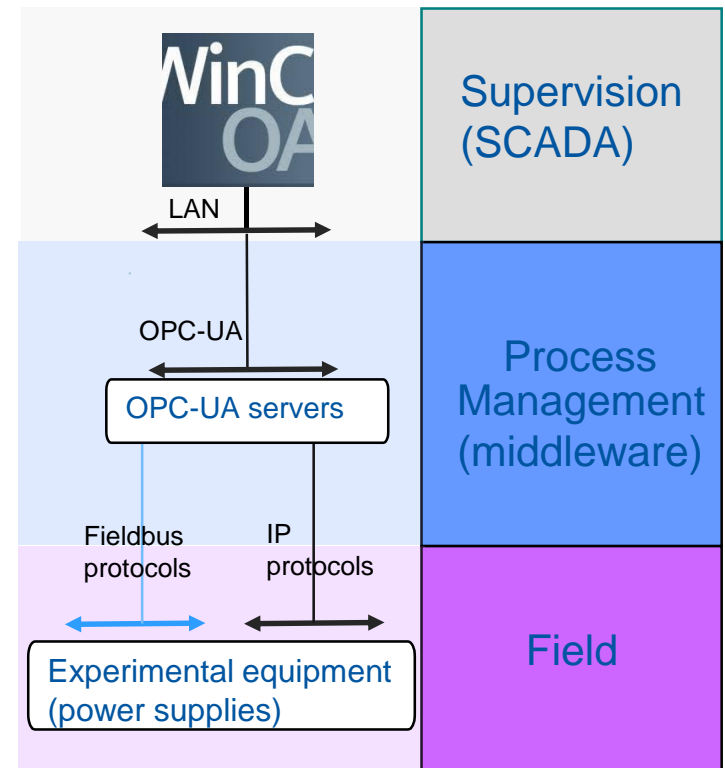 WinC
OA
Supervision
(SCADA)
LAN
OPC-UA
Process
Management
(middleware)
OPC-UA servers
Fieldbus
protocols
IP
protocols
Experimental equipment
(power supplies)
Field